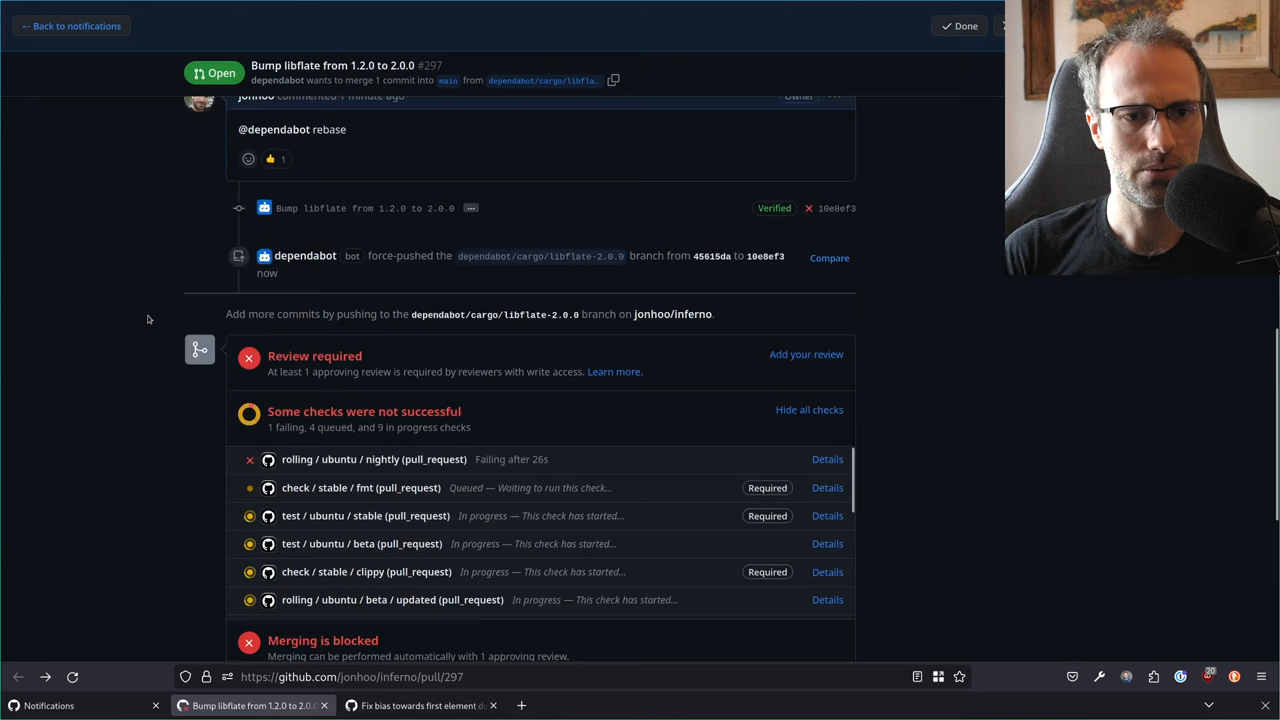 ← Back to notifications
Done
Open
Bump libflate from 1.2.0 to 2.0.0 #297
dependabot wants to merge 1 commit into main from dependabot/cargo/libfla…
jonhoo commented 1 minute ago
Owner
@dependabot rebase
👍 1
Bump libflate from 1.2.0 to 2.0.0 …
Verified
10e8ef3
dependabot bot force-pushed the dependabot/cargo/libflate-2.0.0 branch from 45615da to 10e8ef3
now
Compare
Add more commits by pushing to the dependabot/cargo/libflate-2.0.0 branch on jonhoo/inferno.
Review required
Add your review
At least 1 approving review is required by reviewers with write access. Learn more.
Some checks were not successful
Hide all checks
1 failing, 4 queued, and 9 in progress checks
rolling / ubuntu / nightly (pull_request) Failing after 26s Details
check / stable / fmt (pull_request) Queued — Waiting to run this check... Required Details
test / ubuntu / stable (pull_request) In progress — This check has started... Required Details
test / ubuntu / beta (pull_request) In progress — This check has started... Details
check / stable / clippy (pull_request) In progress — This check has started... Required Details
rolling / ubuntu / beta / updated (pull_request) In progress — This check has started... Details
Merging is blocked
Merging can be performed automatically with 1 approving review.
https://github.com/jonhoo/inferno/pull/297
20
Notifications
Bump libflate from 1.2.0 to 2.0.0
Fix bias towards first element d